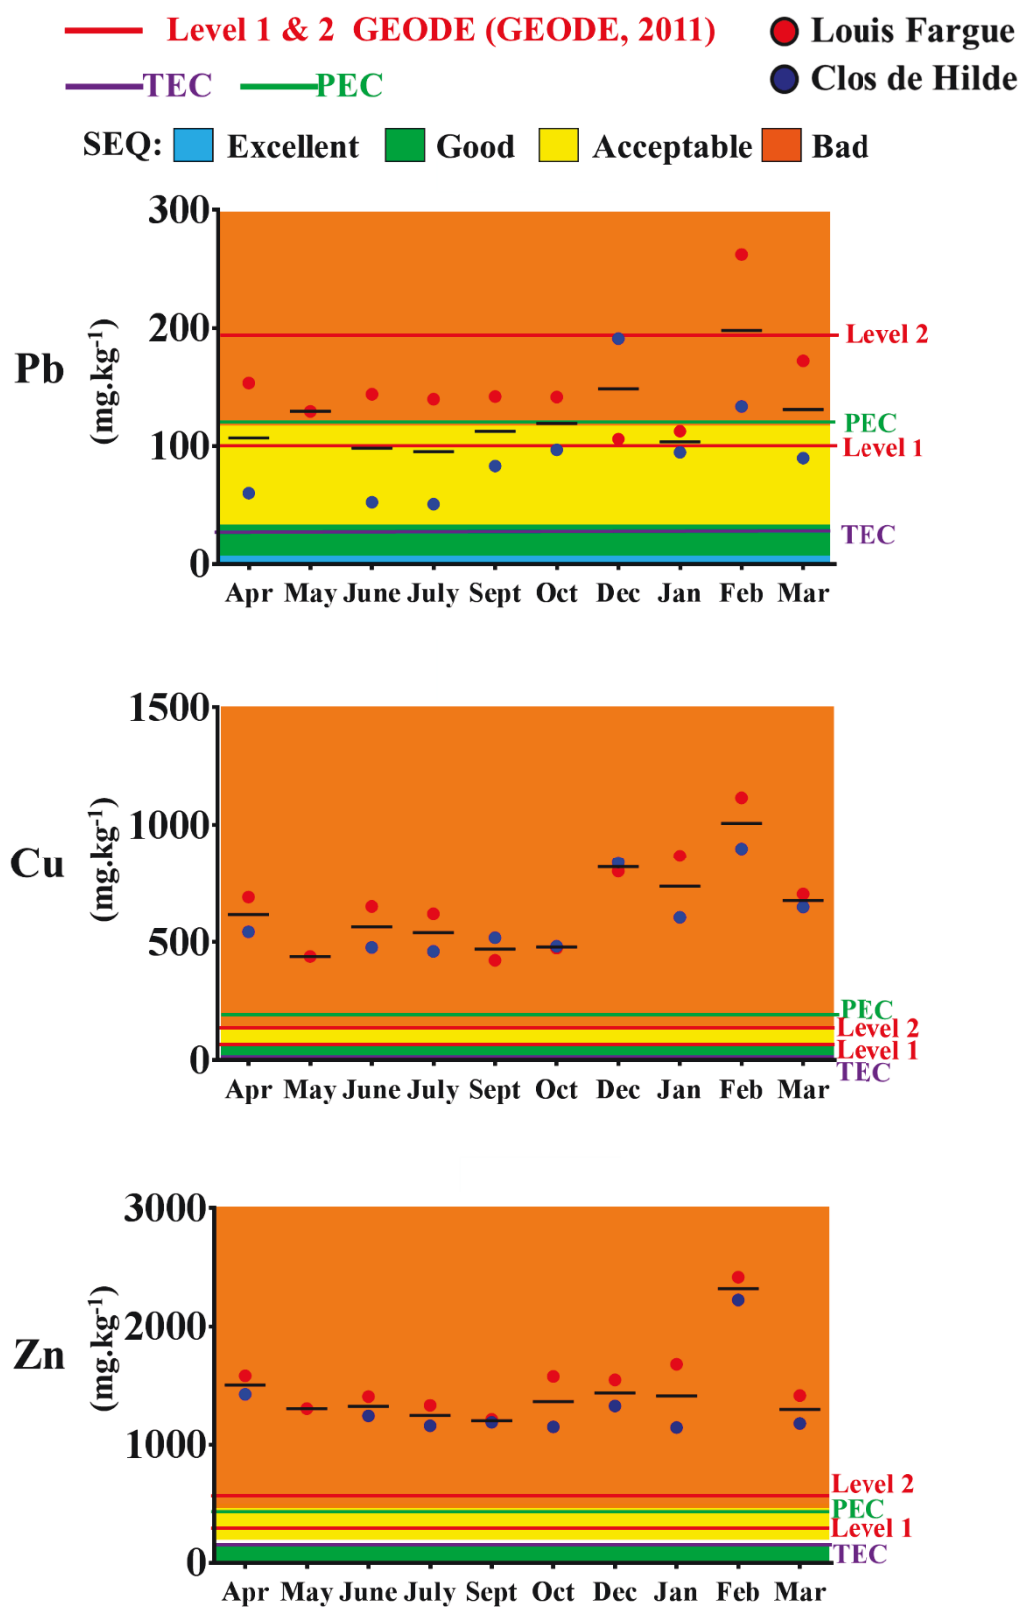 Level 1 & 2 GEODE (GEODE, 2011)
Louis Fargue
TEC PEC
Clos de Hilde
SEQ: Excellent Good Acceptable Bad
Pb
(mg.kg-1)
300
200
100
0
Level 2
PEC
Level 1
TEC
Apr May June July Sept Oct Dec Jan Feb Mar
Cu
(mg.kg-1)
1500
1000
500
0
PEC
Level 2
Level 1
TEC
Apr May June July Sept Oct Dec Jan Feb Mar
Zn
(mg.kg-1)
3000
2000
1000
0
Level 2
PEC
Level 1
TEC
Apr May June July Sept Oct Dec Jan Feb Mar